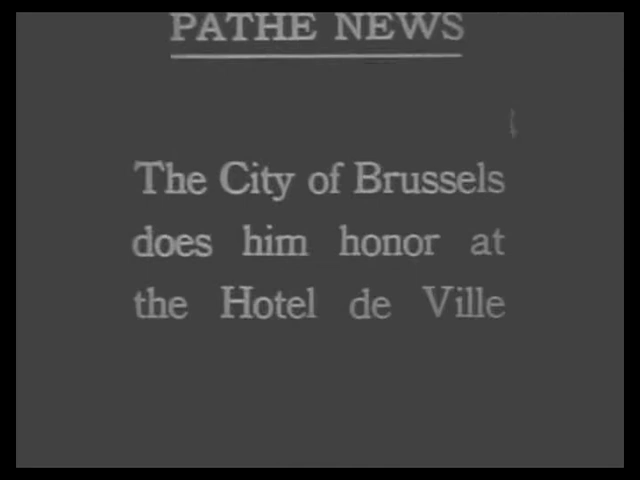 PATHE NEWS
The City of Brussels
does him honor at
the Hotel de Ville